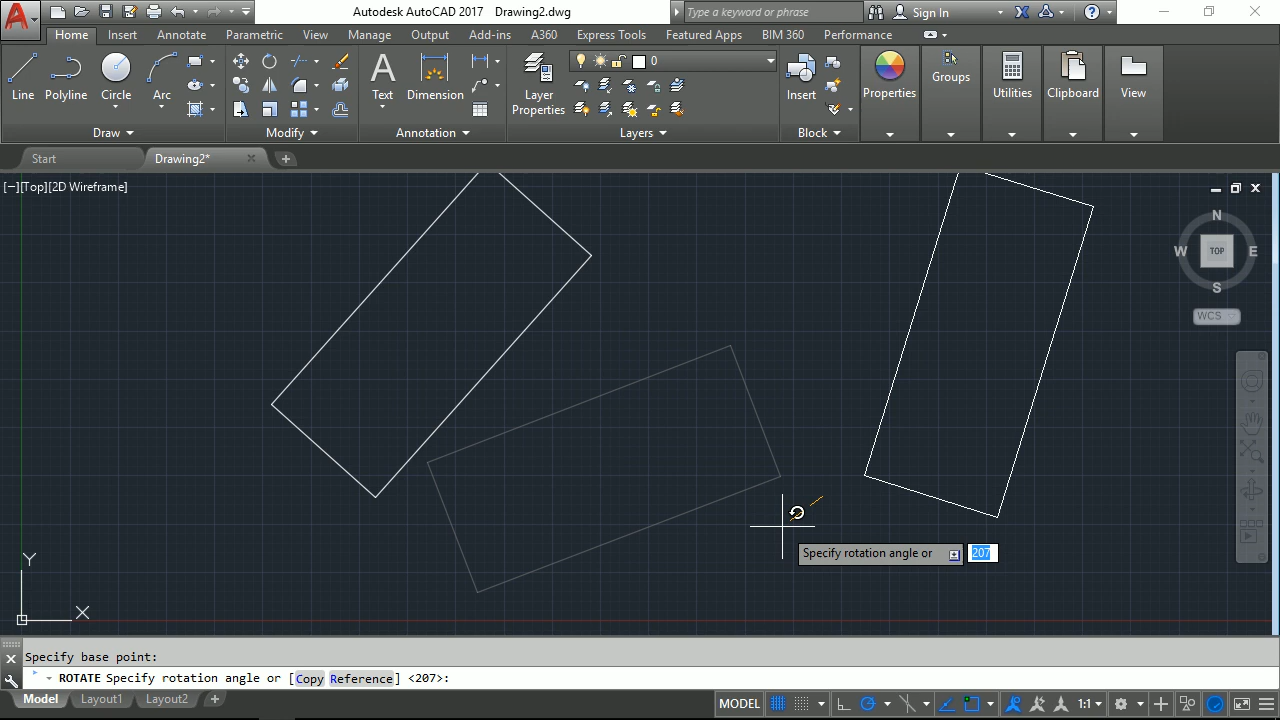 Autodesk AutoCAD 2017 Drawing2.dwg
Type a keyword or phrase
Sign In
Home Insert Annotate Parametric View Manage Output Add-ins A360 Express Tools Featured Apps BIM 360 Performance
Line Polyline Circle Arc
Text Dimension
Layer
Properties
0
Insert
Properties Groups Utilities Clipboard View
Draw Modify Annotation Layers Block
Start Drawing2*
[−][Top][2D Wireframe]
N
W TOP E
S
WCS
Specify rotation angle or 207
Y
X
Specify base point:
ROTATE Specify rotation angle or [Copy Reference] <207>:
Model Layout1 Layout2
MODEL 1:1